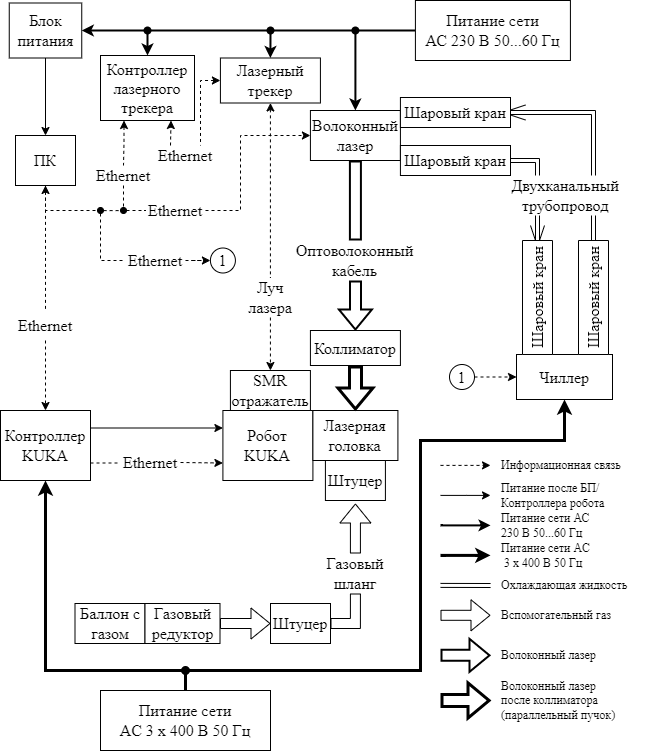 Блок
питания
Питание сети
АС 230 В 50...60 Гц
Контроллер
лазерного
трекера
Лазерный
трекер
Волоконный
лазер
Шаровый кран
Шаровый кран
ПК
Ethernet
Ethernet
Ethernet
Двухканальный
трубопровод
Ethernet
1
Оптоволоконный
кабель
Шаровый кран
Шаровый кран
Луч
лазера
Ethernet
Коллиматор
SMR
отражатель
1
Чиллер
Контроллер
KUKA
Робот
KUKA
Лазерная
головка
Ethernet
Штуцер
Газовый
шланг
Баллон с
газом
Газовый
редуктор
Штуцер
Питание сети
АС 3 х 400 В 50 Гц
Информационная связь
Питание после БП/
Контроллера робота
Питание сети АС
230 В 50...60 Гц
Питание сети АС
3 х 400 В 50 Гц
Охлаждающая жидкость
Вспомогательный газ
Волоконный лазер
Волоконный лазер
после коллиматора
(параллельный пучок)